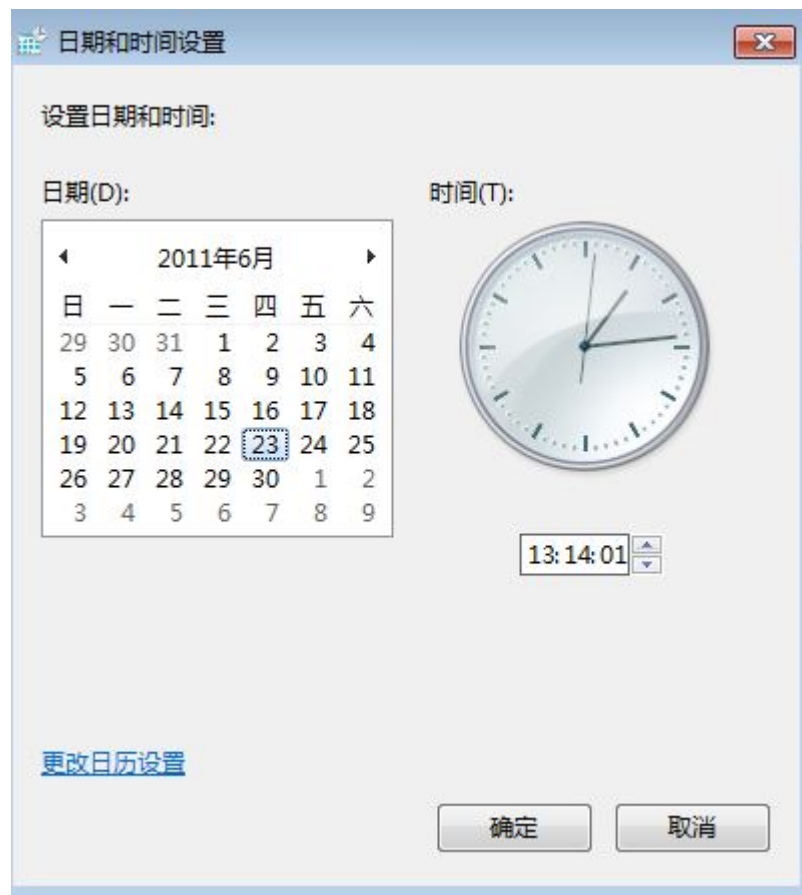 日期和时间设置
设置日期和时间:
日期(D):
时间(T):
2011年6月
日 一 二 三 四 五 六
29 30 31 1 2 3 4
5 6 7 8 9 10 11
12 13 14 15 16 17 18
19 20 21 22 23 24 25
26 27 28 29 30 1 2
3 4 5 6 7 8 9
13:14:01
更改日历设置
确定 取消